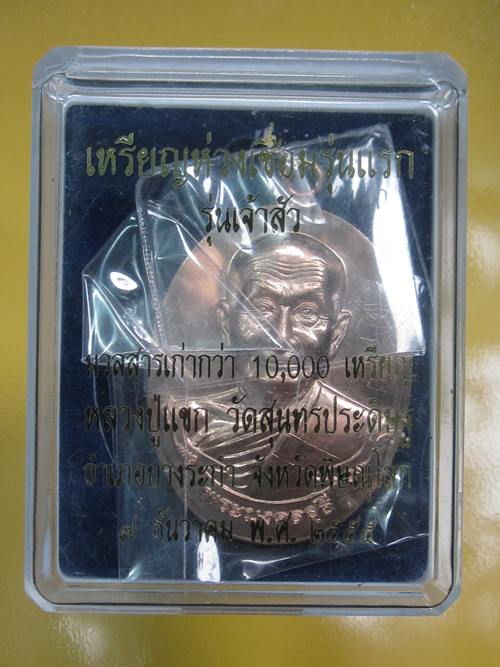 เหรียญห่วงเชื่อมรุ่นแรก
รุ่นเจ้าสัว
มวลสารเก่ากว่า 10,000 เหรียญ
หลวงปู่แขก วัดสุนทรประดิษฐ์
อำเภอบางระกำ จังหวัดพิษณุโลก
๗ ธันวาคม พ.ศ. ๒๕๕๕